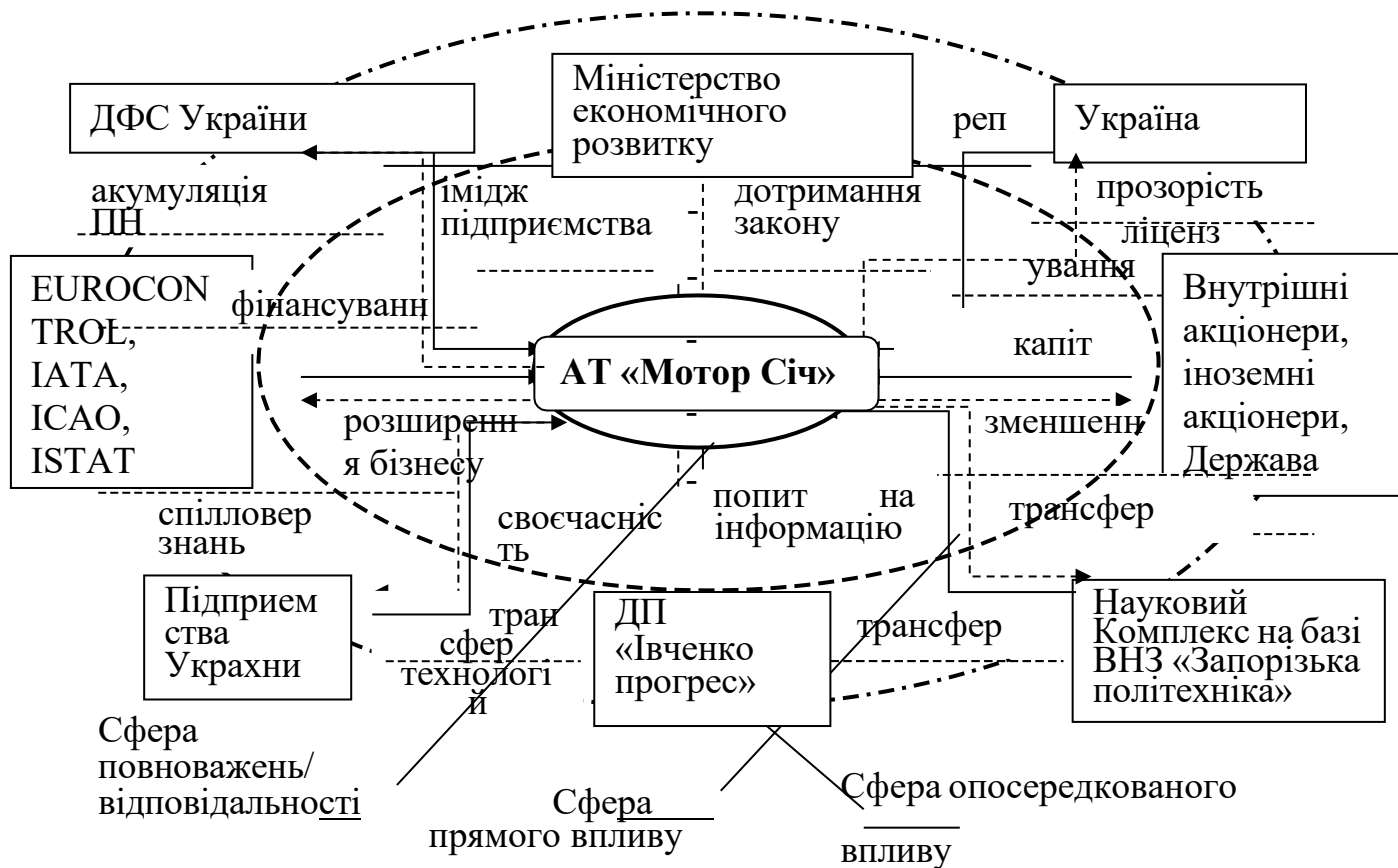 Міністерство
економічного
розвитку
ДФС України
реп
Україна
акумуляція
ПН
імідж
підприємства
дотримання
закону
прозорість
ліценз
ування
EUROCON
TROL,
IATA,
ICAO,
ISTAT
фінансуванн
Внутрішні
акціонери,
іноземні
акціонери,
Держава
АТ «Мотор Січ»
капіт
розширенн
я бізнесу
зменшенн
спілловер
знань
своєчасніс
ть
попит на
інформацію
трансфер
Підприєм
ства
Украхни
тран
сфер
технологі
й
ДП
«Івченко
прогрес»
трансфер
Науковий
Комплекс на базі
ВНЗ «Запорізька
політехніка»
Сфера
повноважень/
відповідальності
Сфера
прямого впливу
Сфера опосередкованого
впливу